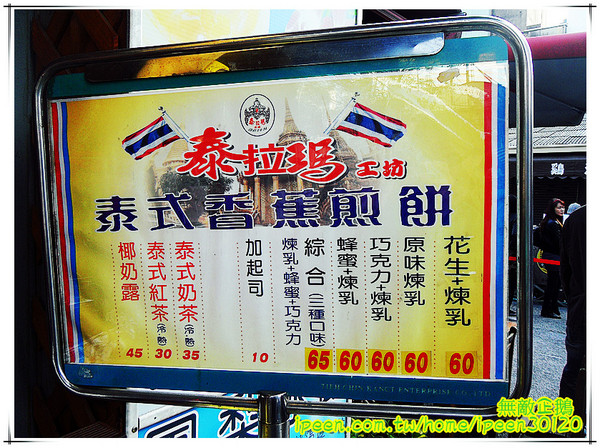 泰拉瑪工坊
泰式香蕉煎餅
花生+煉乳 60
原味煉乳 60
巧克力+煉乳 60
蜂蜜+煉乳 60
綜合(三種口味) 65
煉乳+蜂蜜+巧克力
加起司 10
泰式奶茶(冷熱) 35
泰式紅茶(冷熱) 30
椰奶露 45
無敵企鵝
ipeen.com.tw/home/ipeen30120